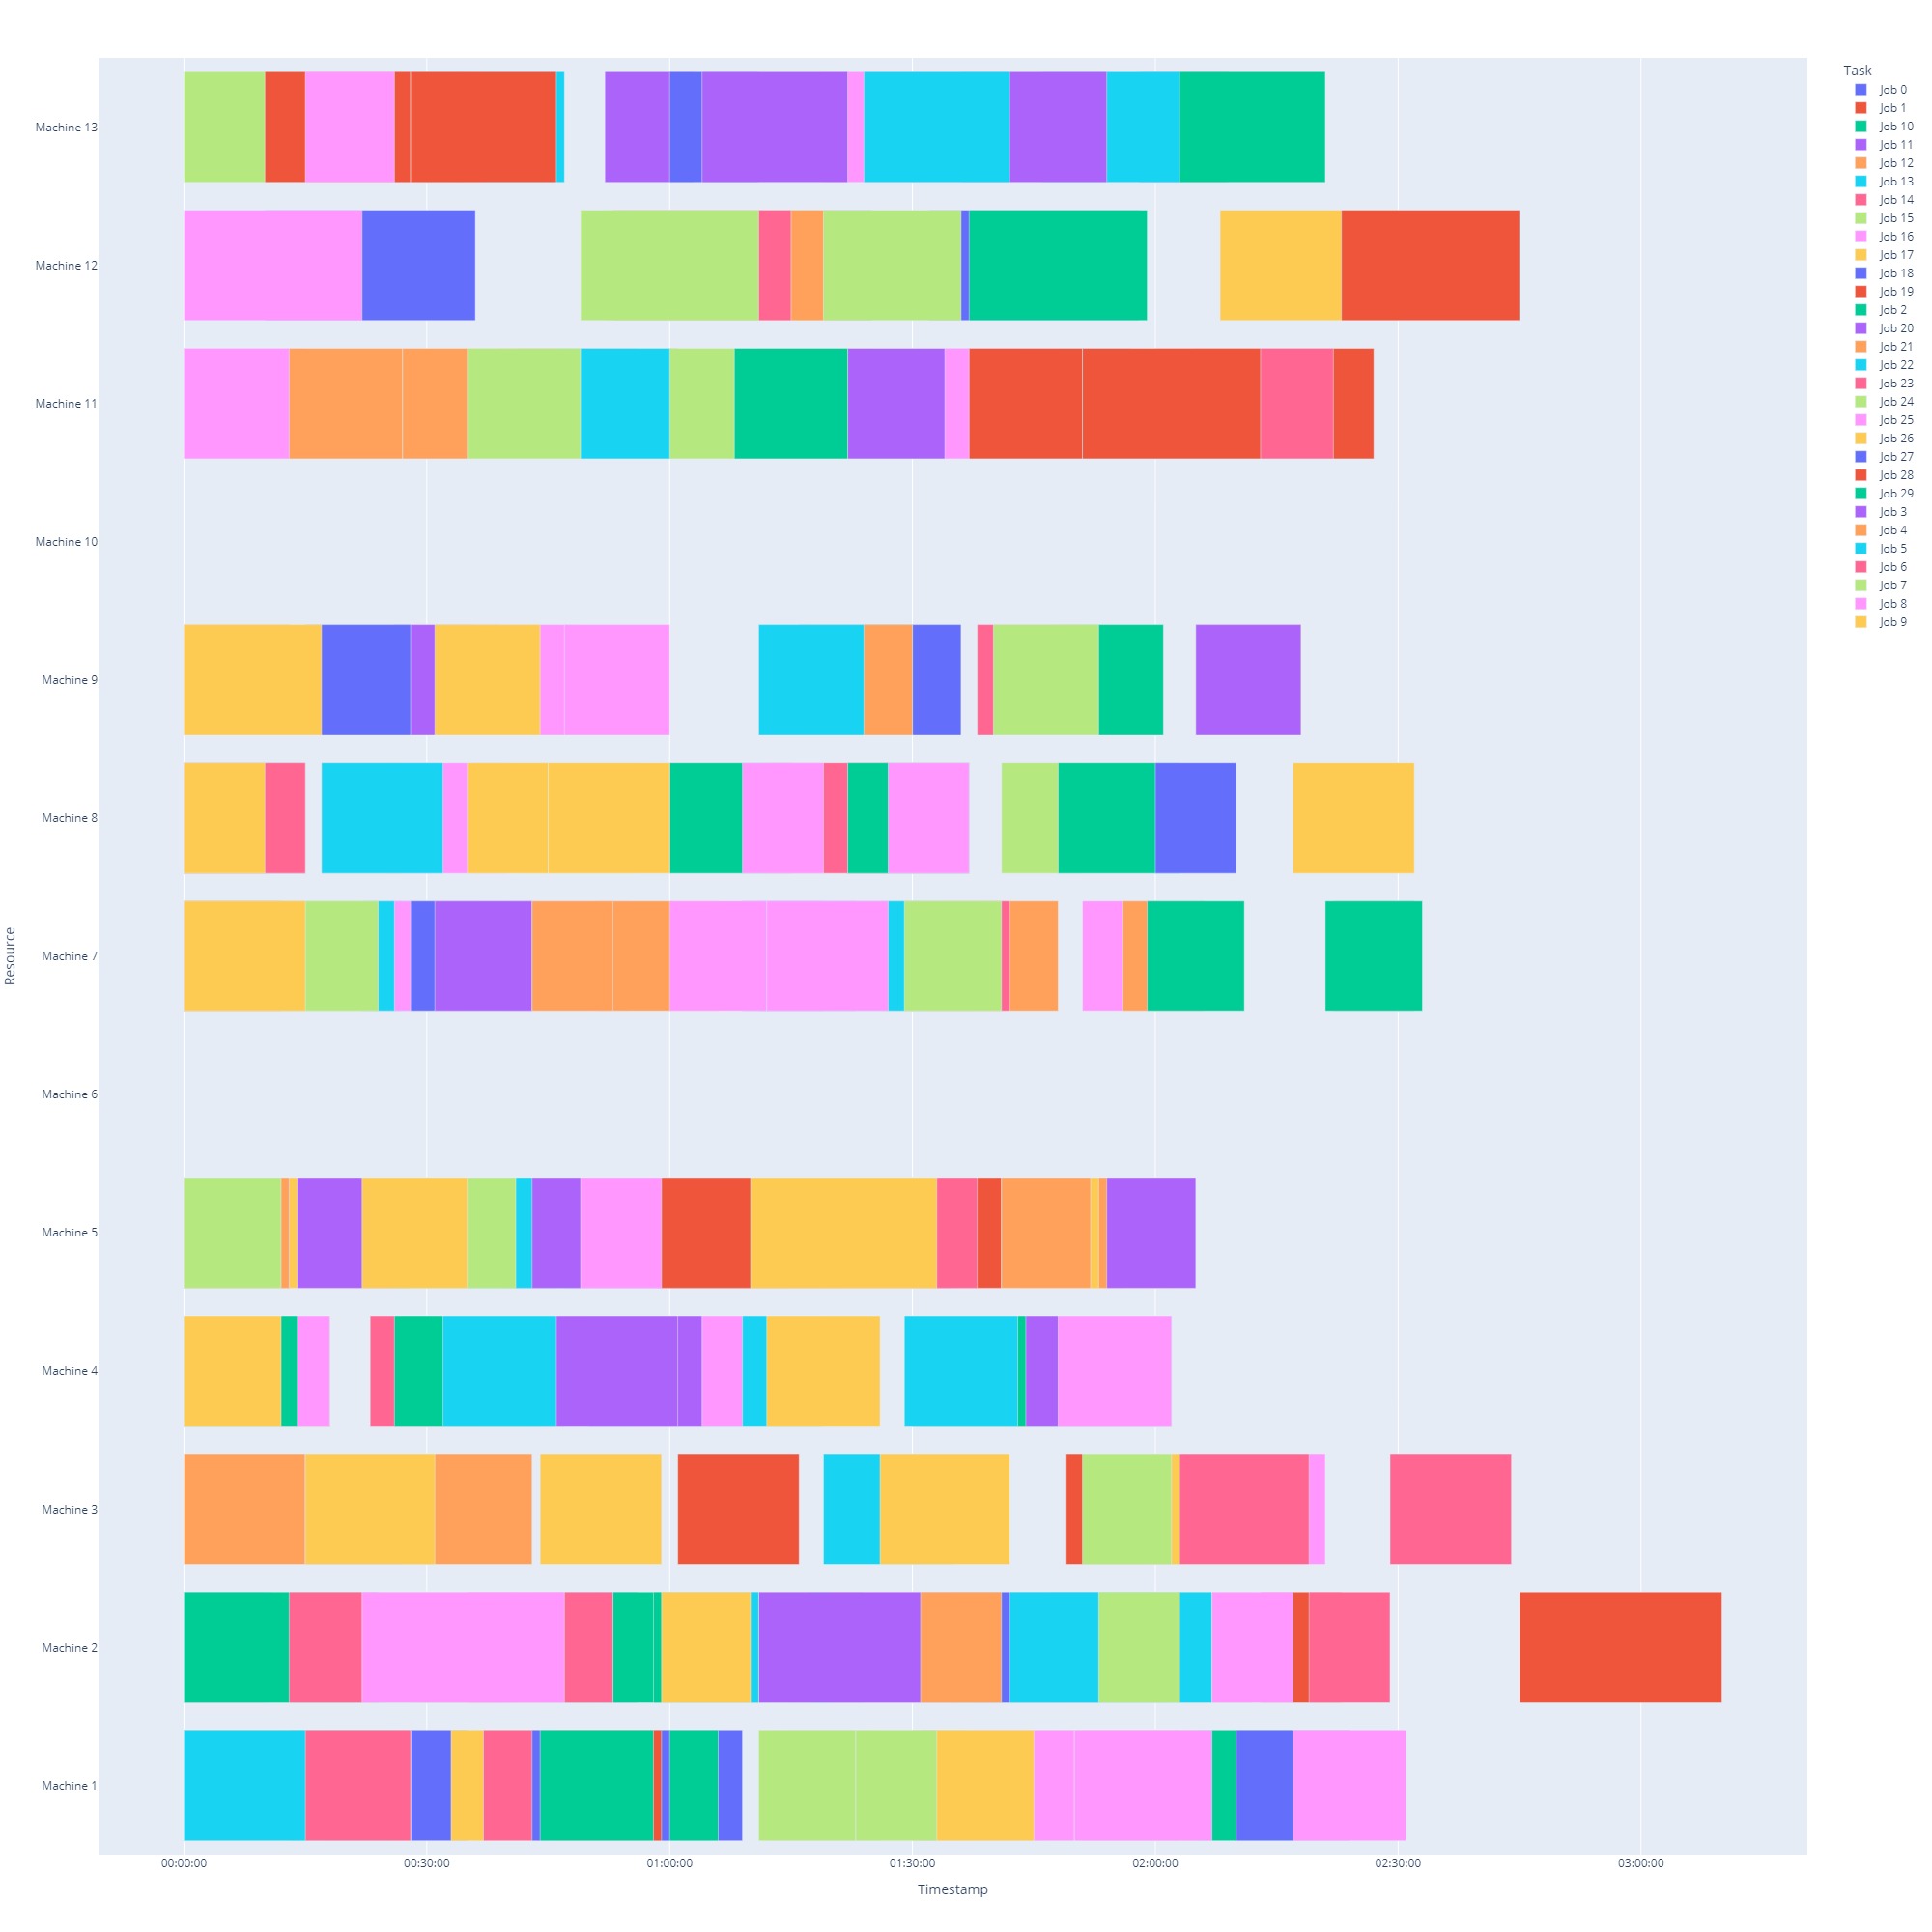 Task
Job 0
Job 1
Job 10
Job 11
Job 12
Job 13
Job 14
Job 15
Job 16
Job 17
Job 18
Job 19
Job 2
Job 20
Job 21
Job 22
Job 23
Job 24
Job 25
Job 26
Job 27
Job 28
Job 29
Job 3
Job 4
Job 5
Job 6
Job 7
Job 8
Job 9
Machine 13
Machine 12
Machine 11
Machine 10
Machine 9
Machine 8
Machine 7
Machine 6
Machine 5
Machine 4
Machine 3
Machine 2
Machine 1
Resource
00:00:00
00:30:00
01:00:00
01:30:00
02:00:00
02:30:00
03:00:00
Timestamp